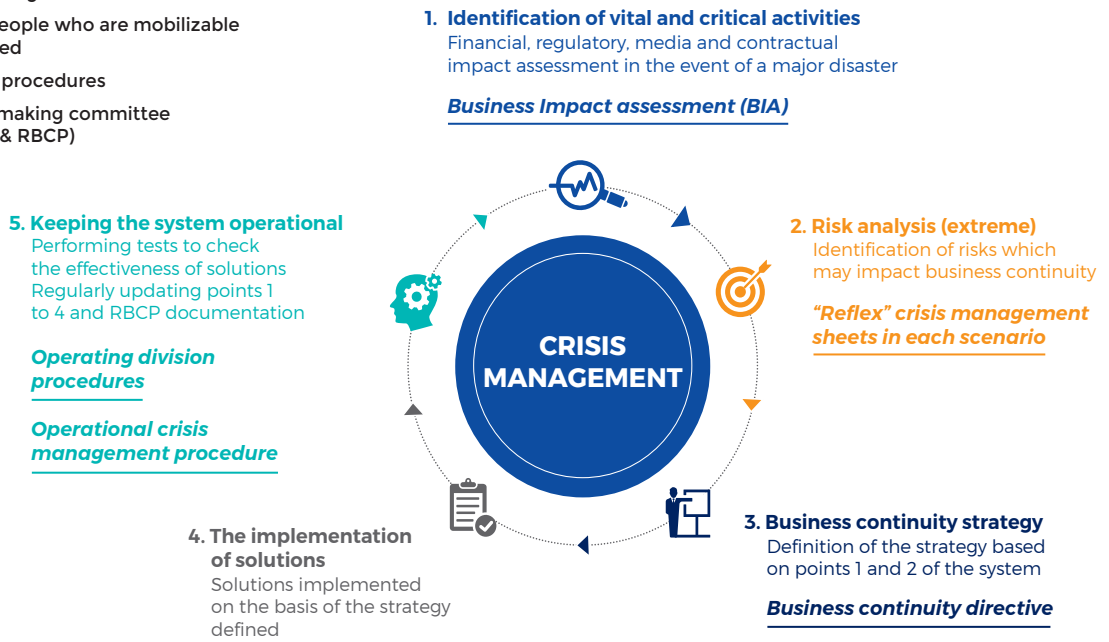 people who are mobilizable
procedures
making committee
& RBCP)
1. Identification of vital and critical activities
Financial, regulatory, media and contractual
impact assessment in the event of a major disaster
Business Impact assessment (BIA)
2. Risk analysis (extreme)
Identification of risks which
may impact business continuity
“Reflex” crisis management
sheets in each scenario
3. Business continuity strategy
Definition of the strategy based
on points 1 and 2 of the system
Business continuity directive
4. The implementation
of solutions
Solutions implemented
on the basis of the strategy
defined
5. Keeping the system operational
Performing tests to check
the effectiveness of solutions
Regularly updating points 1
to 4 and RBCP documentation
Operating division
procedures
Operational crisis
management procedure
CRISIS
MANAGEMENT